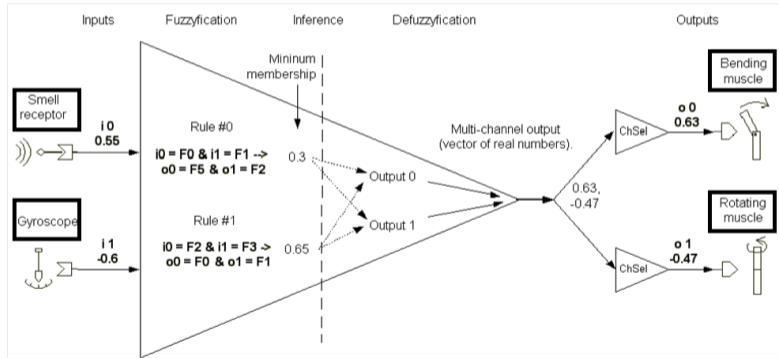 Inputs
Fuzzyfication
Inference
Defuzzyfication
Outputs
Mininum
membership
Smell
receptor
i 0
0.55
Rule #0
i0 = F0 & i1 = F1 -->
o0 = F5 & o1 = F2
0.3
Output 0
Multi-channel output
(vector of real numbers).
ChSel
o 0
0.63
Bending
muscle
Gyroscope
i 1
-0.6
Rule #1
i0 = F2 & i1 = F3 ->
o0 = F0 & o1 = F1
0.65
Output 1
0.63,
-0.47
ChSel
o 1
-0.47
Rotating
muscle